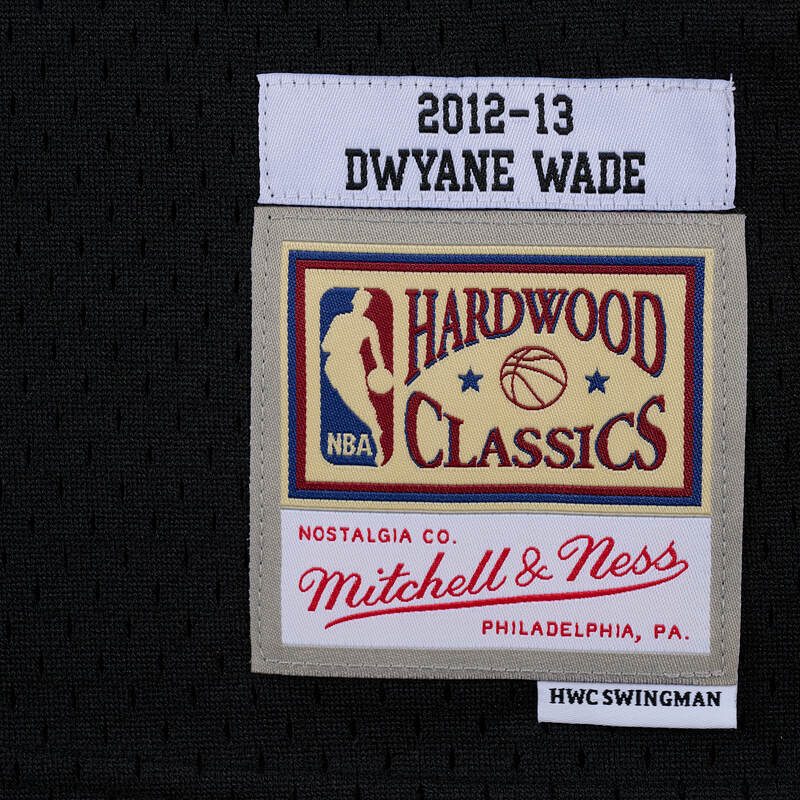 2012-13
DWYANE WADE
HARDWOOD
CLASSICS
NBA
NOSTALGIA CO.
Mitchell & Ness
PHILADELPHIA, PA.
HWC SWINGMAN